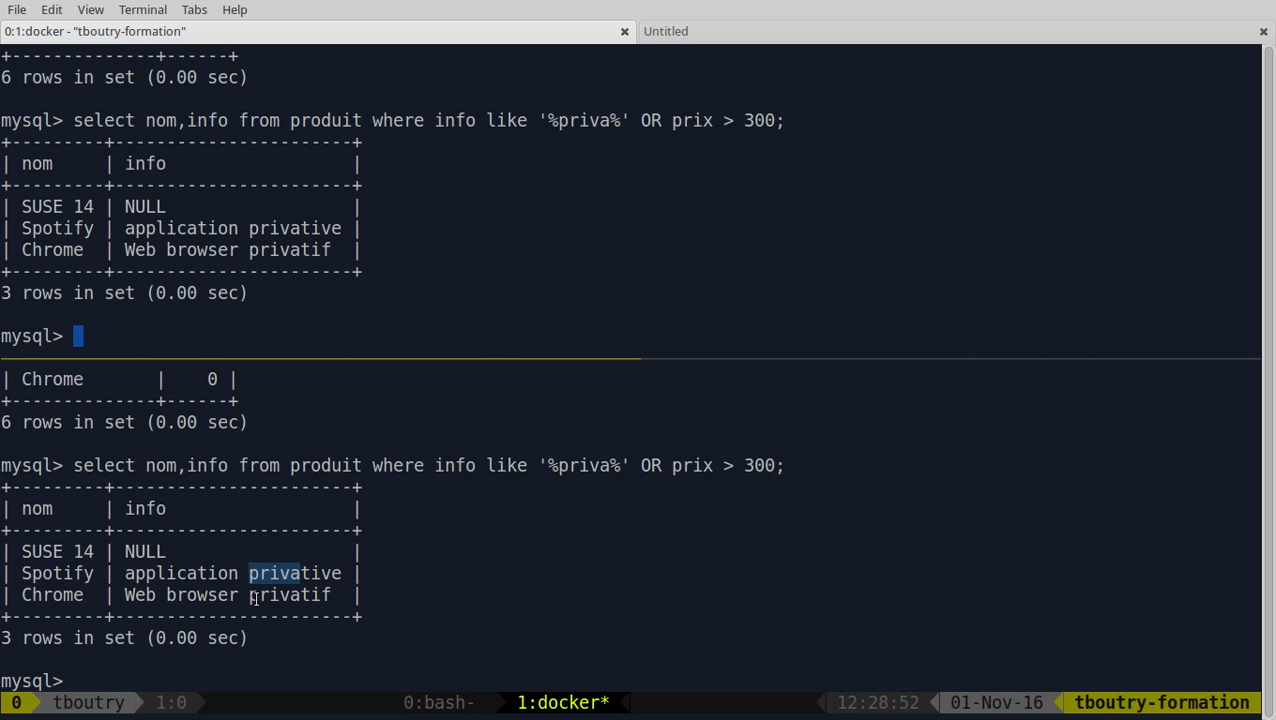 File Edit View Terminal Tabs Help
0:1:docker - "tboutry-formation" Untitled
+--------------+------+
6 rows in set (0.00 sec)
mysql> select nom,info from produit where info like '%priva%' OR prix > 300;
+---------+-----------------------+
| nom     | info                  |
+---------+-----------------------+
| SUSE 14 | NULL                  |
| Spotify | application privative |
| Chrome  | Web browser privatif  |
+---------+-----------------------+
3 rows in set (0.00 sec)
mysql>
| Chrome       |    0 |
+--------------+------+
6 rows in set (0.00 sec)
mysql> select nom,info from produit where info like '%priva%' OR prix > 300;
+---------+-----------------------+
| nom     | info                  |
+---------+-----------------------+
| SUSE 14 | NULL                  |
| Spotify | application privative |
| Chrome  | Web browser privatif  |
+---------+-----------------------+
3 rows in set (0.00 sec)
mysql>
0 tboutry 1:0 0:bash- 1:docker* 12:28:52 01-Nov-16 tboutry-formation